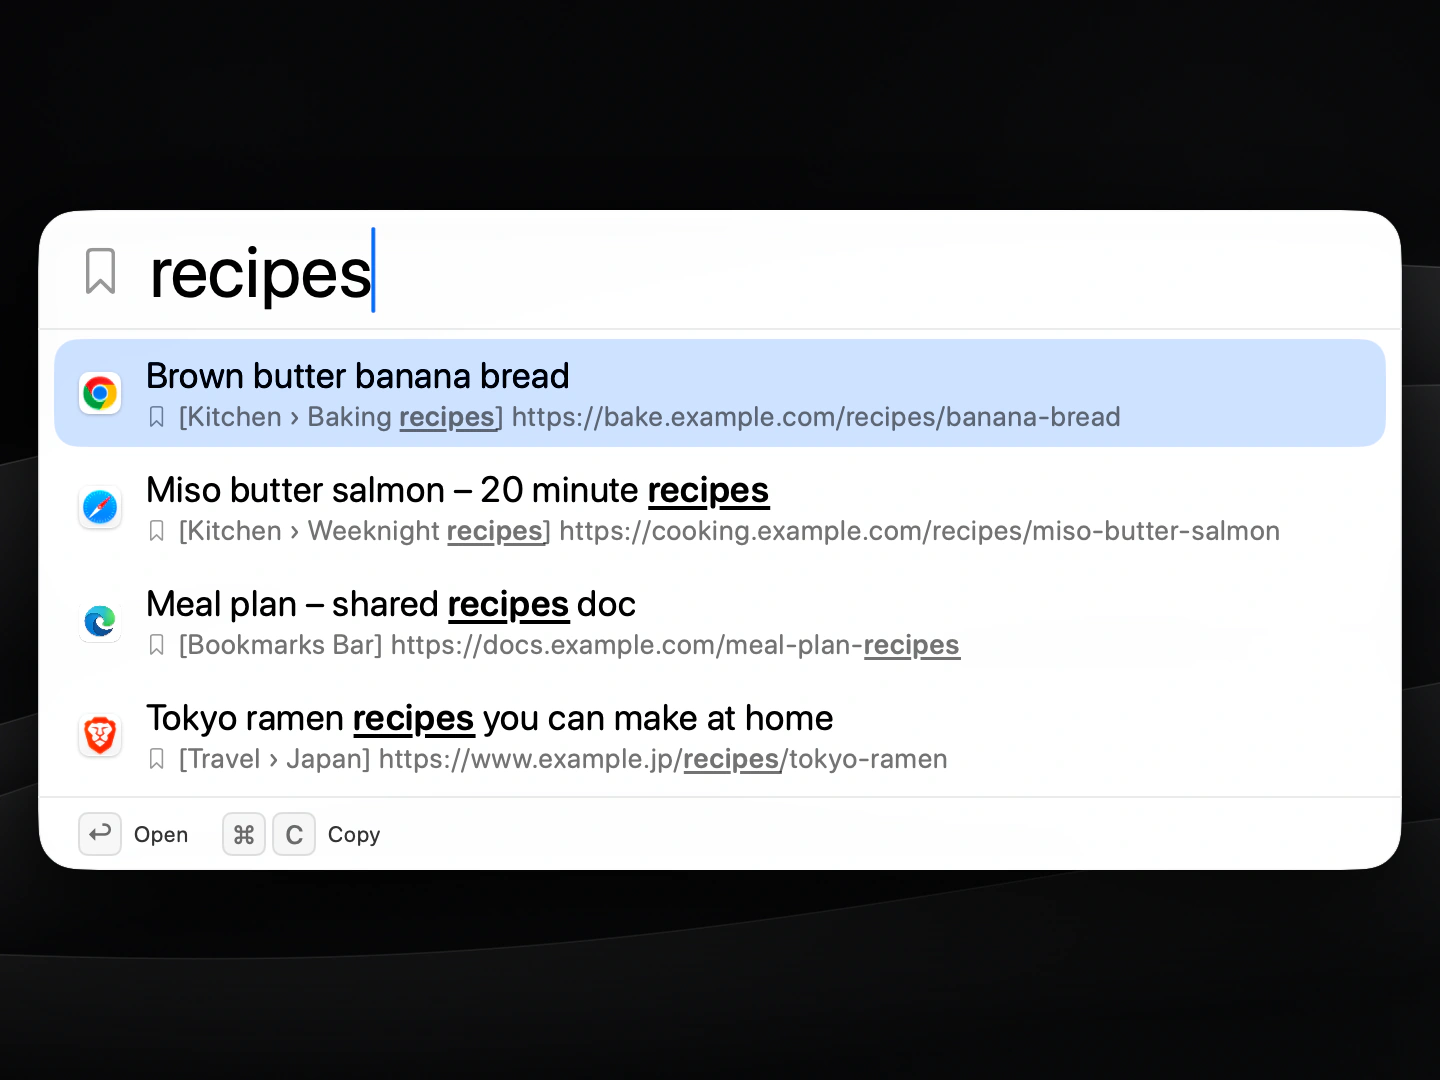 recipes
Brown butter banana bread
[Kitchen › Baking recipes] https://bake.example.com/recipes/banana-bread
Miso butter salmon – 20 minute recipes
[Kitchen › Weeknight recipes] https://cooking.example.com/recipes/miso-butter-salmon
Meal plan – shared recipes doc
[Bookmarks Bar] https://docs.example.com/meal-plan-recipes
Tokyo ramen recipes you can make at home
[Travel › Japan] https://www.example.jp/recipes/tokyo-ramen
↩ Open ⌘ C Copy